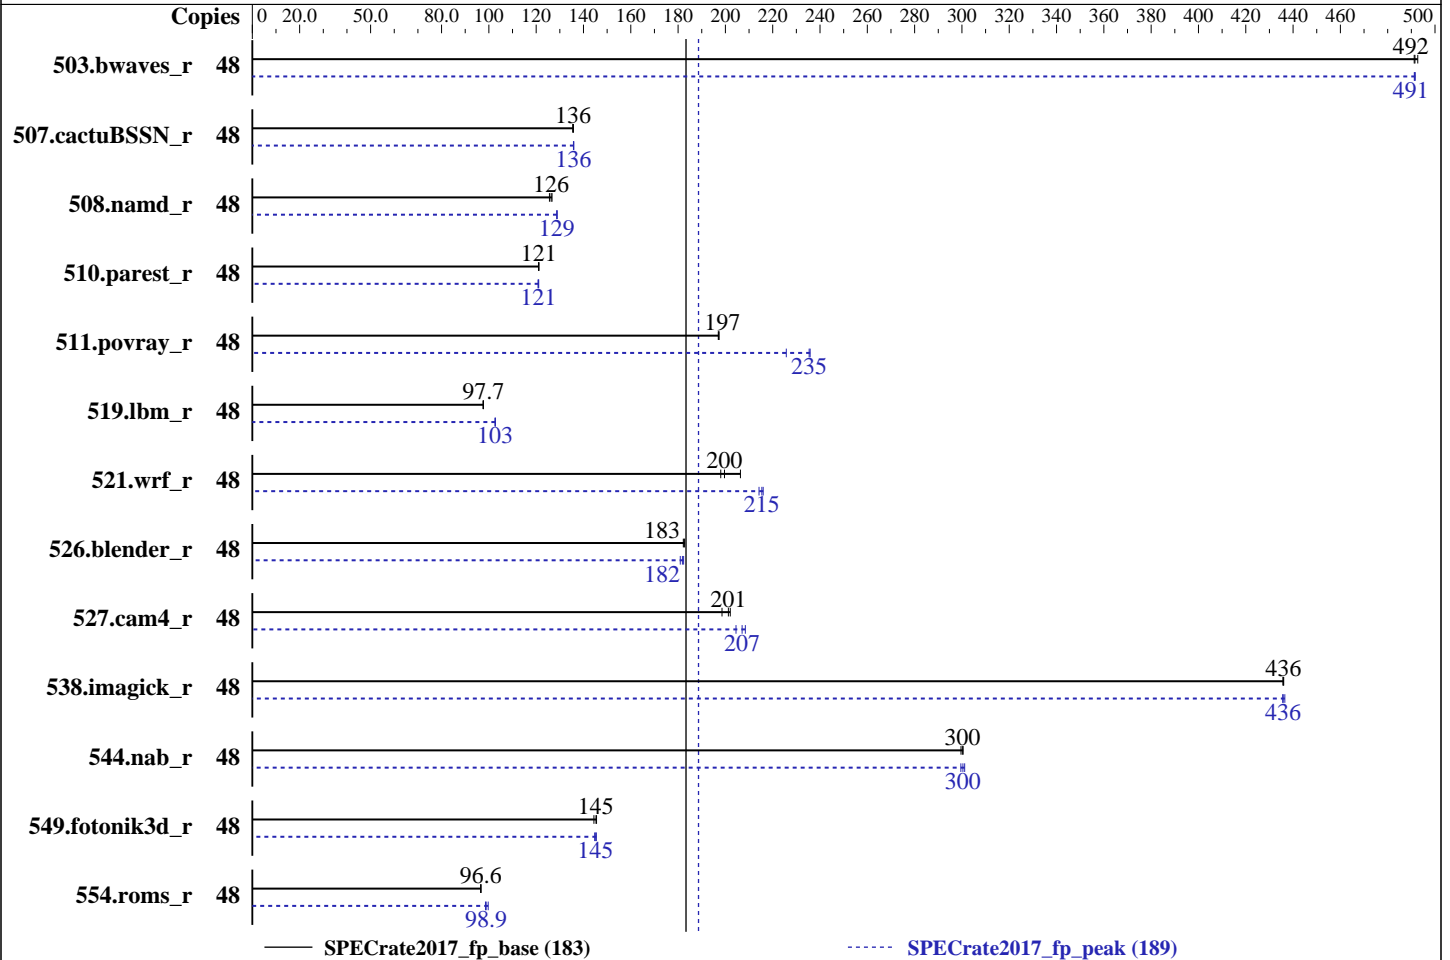 Copies 0 20.0 50.0 80.0 100 120 140 160 180 200 220 240 260 280 300 320 340 360 380 400 420 440 460 500
492
503.bwaves_r 48
491
136
507.cactuBSSN_r 48
136
126
508.namd_r 48
129
121
510.parest_r 48
121
197
511.povray_r 48
235
97.7
519.lbm_r 48
103
200
521.wrf_r 48
215
183
526.blender_r 48
182
201
527.cam4_r 48
207
436
538.imagick_r 48
436
300
544.nab_r 48
300
145
549.fotonik3d_r 48
145
96.6
554.roms_r 48
98.9
SPECrate2017_fp_base (183) SPECrate2017_fp_peak (189)